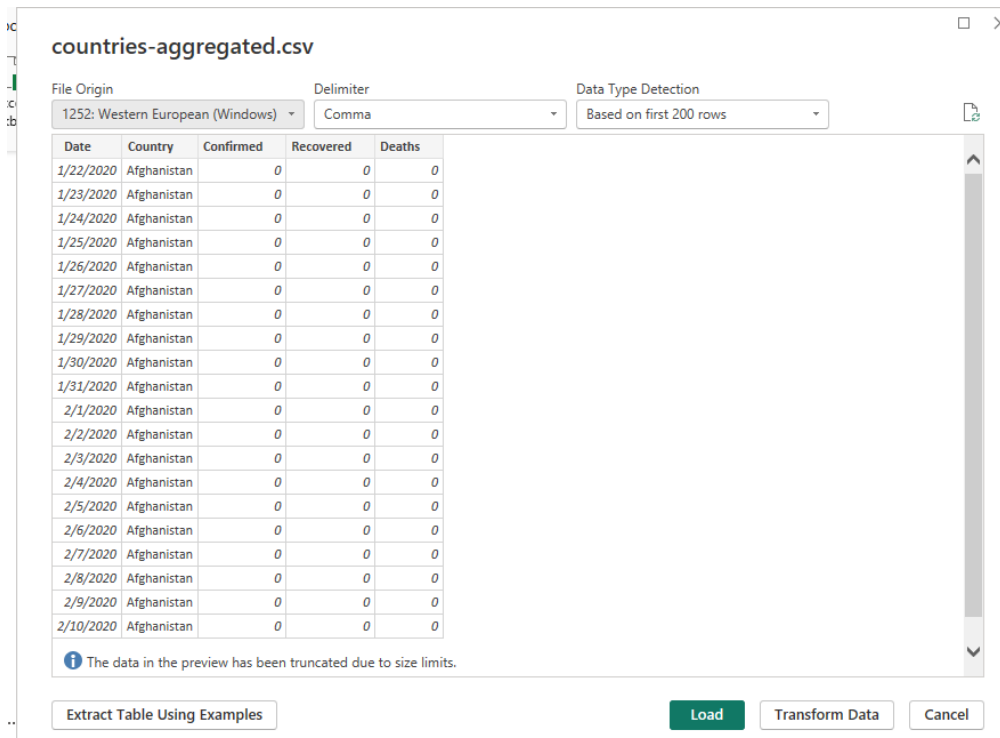 countries-aggregated.csv
File Origin Delimiter Data Type Detection
1252: Western European (Windows) Comma Based on first 200 rows
Date Country Confirmed Recovered Deaths
1/22/2020 Afghanistan 0 0 0
1/23/2020 Afghanistan 0 0 0
1/24/2020 Afghanistan 0 0 0
1/25/2020 Afghanistan 0 0 0
1/26/2020 Afghanistan 0 0 0
1/27/2020 Afghanistan 0 0 0
1/28/2020 Afghanistan 0 0 0
1/29/2020 Afghanistan 0 0 0
1/30/2020 Afghanistan 0 0 0
1/31/2020 Afghanistan 0 0 0
2/1/2020 Afghanistan 0 0 0
2/2/2020 Afghanistan 0 0 0
2/3/2020 Afghanistan 0 0 0
2/4/2020 Afghanistan 0 0 0
2/5/2020 Afghanistan 0 0 0
2/6/2020 Afghanistan 0 0 0
2/7/2020 Afghanistan 0 0 0
2/8/2020 Afghanistan 0 0 0
2/9/2020 Afghanistan 0 0 0
2/10/2020 Afghanistan 0 0 0
The data in the preview has been truncated due to size limits.
Extract Table Using Examples Load Transform Data Cancel